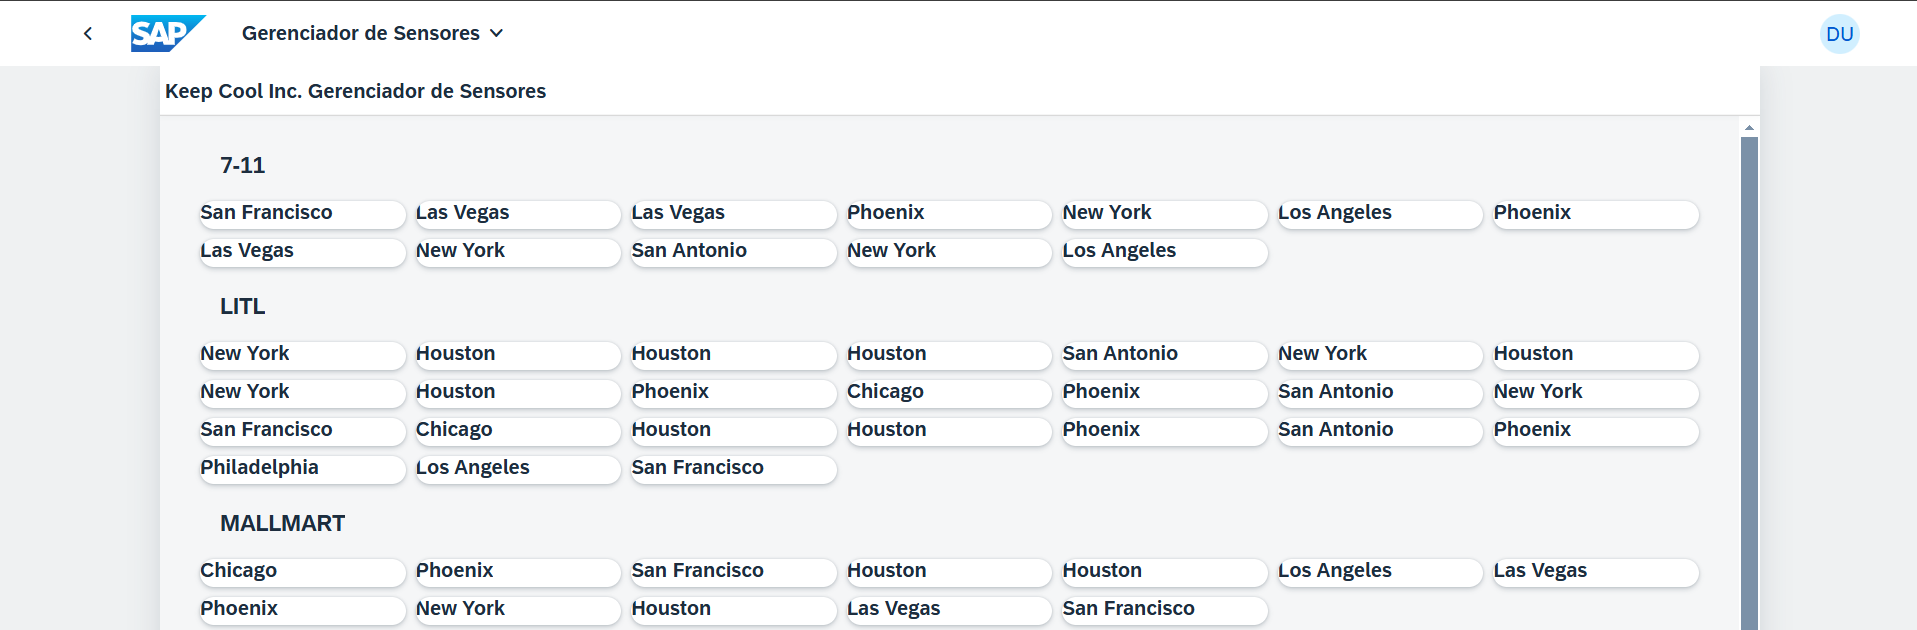 SAP Gerenciador de Sensores DU
Keep Cool Inc. Gerenciador de Sensores
7-11
San Francisco Las Vegas Las Vegas Phoenix New York Los Angeles Phoenix
Las Vegas New York San Antonio New York Los Angeles
LITL
New York Houston Houston Houston San Antonio New York Houston
New York Houston Phoenix Chicago Phoenix San Antonio New York
San Francisco Chicago Houston Houston Phoenix San Antonio Phoenix
Philadelphia Los Angeles San Francisco
MALLMART
Chicago Phoenix San Francisco Houston Houston Los Angeles Las Vegas
Phoenix New York Houston Las Vegas San Francisco